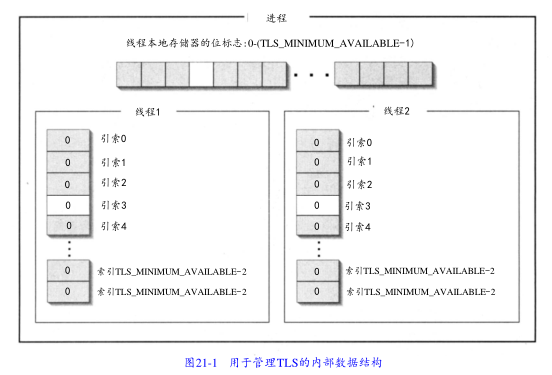 进程
线程本地存储器的位标志:0-(TLS_MINIMUM_AVAILABLE-1)
线程1
0 引索0
0 引索1
0 引索2
0 引索3
0 引索4
0 索引TLS_MINIMUM_AVAILABLE-2
0 索引TLS_MINIMUM_AVAILABLE-2
线程2
0 引索0
0 引索1
0 引索2
0 引索3
0 引索4
0 索引TLS_MINIMUM_AVAILABLE-2
0 索引TLS_MINIMUM_AVAILABLE-2
图21-1 用于管理TLS的内部数据结构